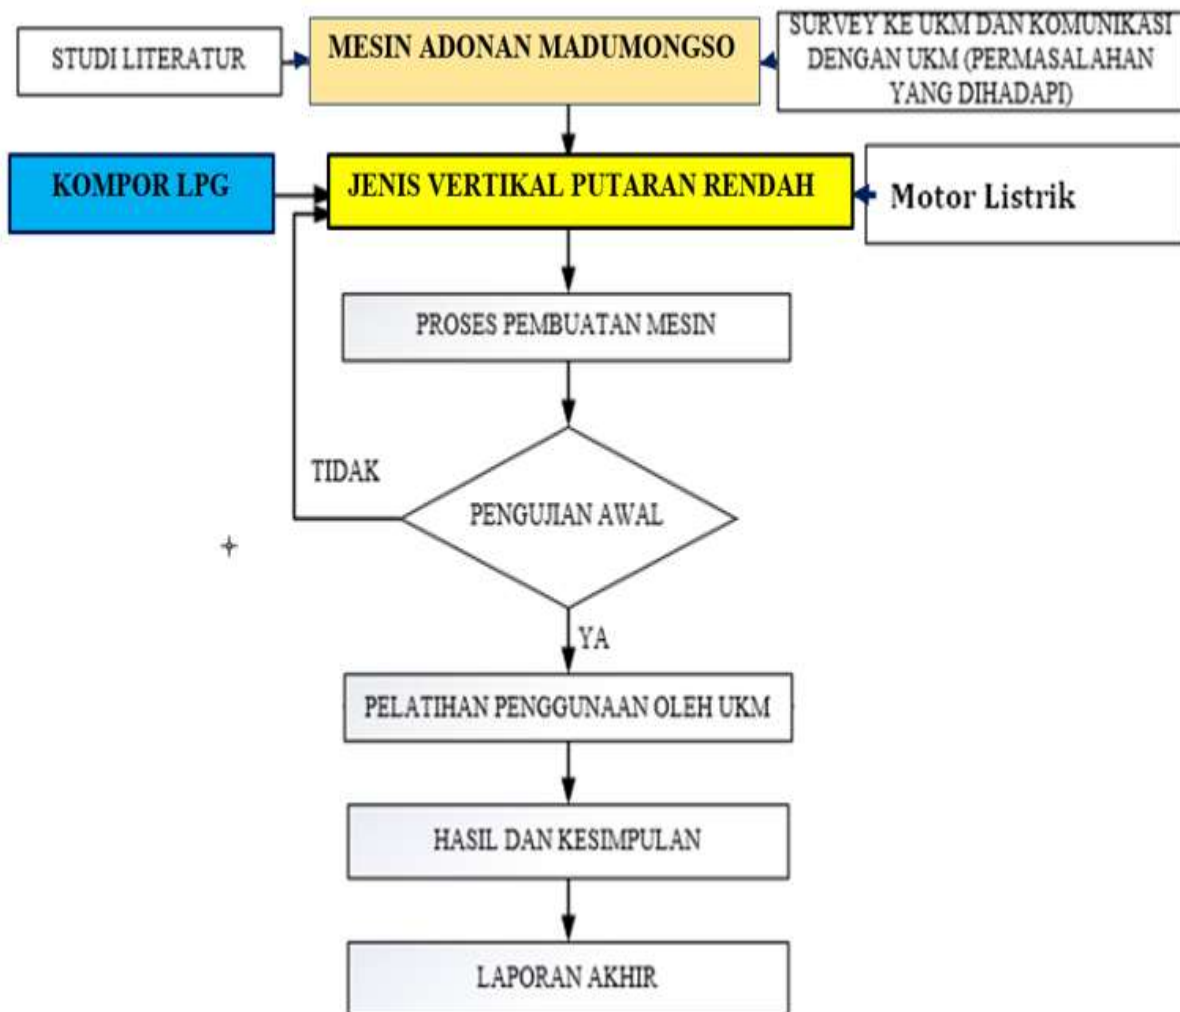 STUDI LITERATUR
MESIN ADONAN MADUMONGSO
SURVEY KE UKM DAN KOMUNIKASI
DENGAN UKM (PERMASALAHAN
YANG DIHADAPI)
KOMPOR LPG
JENIS VERTIKAL PUTARAN RENDAH
Motor Listrik
PROSES PEMBUATAN MESIN
TIDAK
PENGUJIAN AWAL
YA
PELATIHAN PENGGUNAAN OLEH UKM
HASIL DAN KESIMPULAN
LAPORAN AKHIR